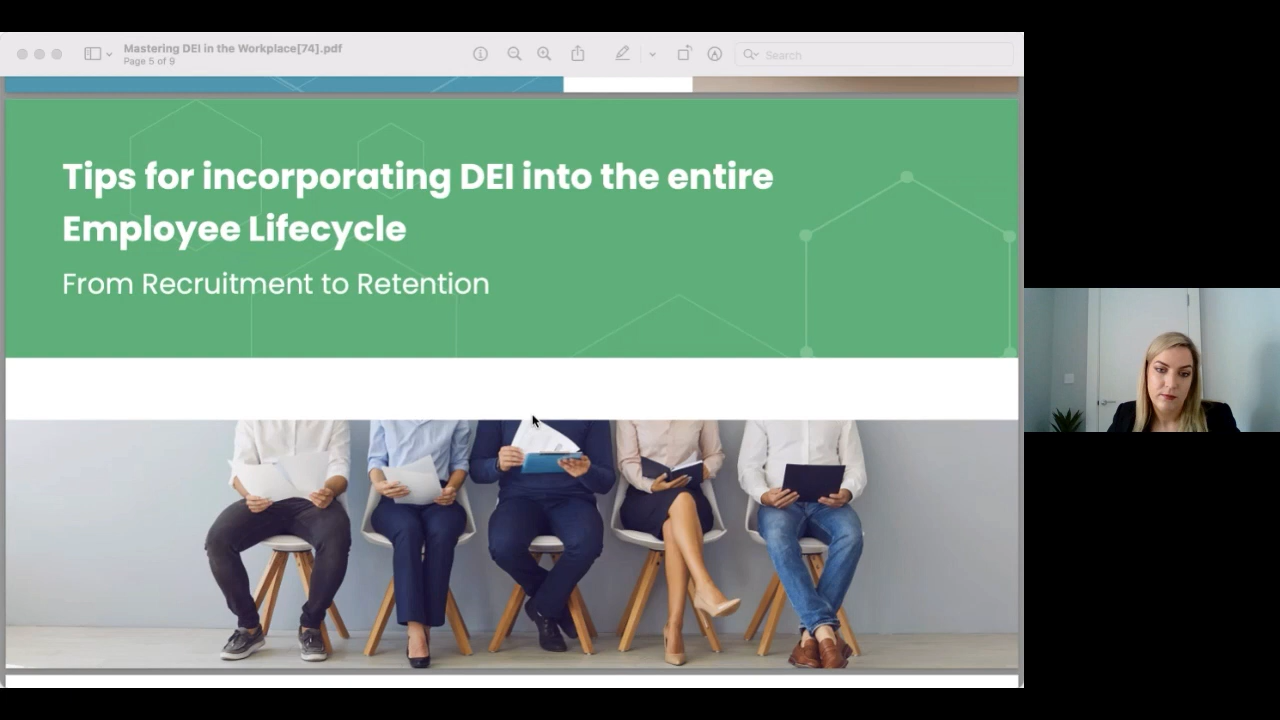 Mastering DEI in the Workplace[74].pdf
Page 5 of 9
Search
Tips for incorporating DEI into the entire
Employee Lifecycle
From Recruitment to Retention